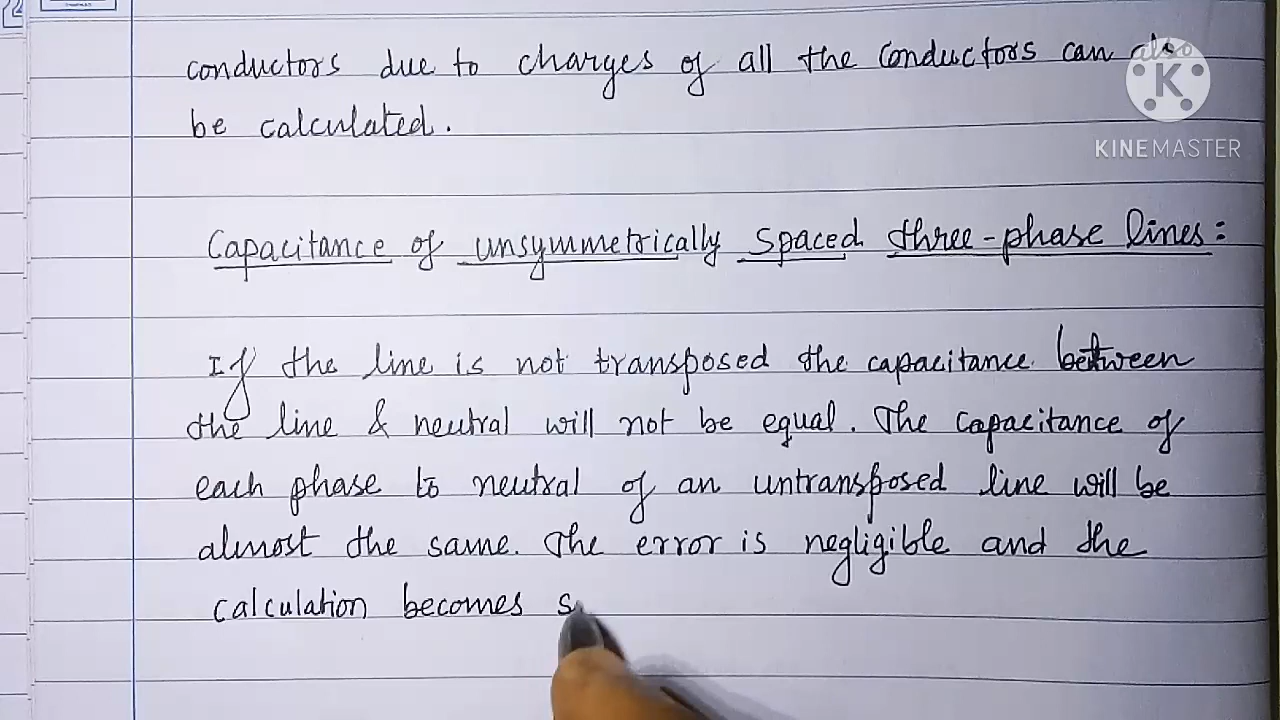 conductors due to charges of all the conductors can also
be calculated.
KINEMASTER
Capacitance of unsymmetrically spaced three-phase lines:
If the line is not transposed the capacitance between
the line & neutral will not be equal. The capacitance of
each phase to neutral of an untransposed line will be
almost the same. The error is negligible and the
calculation becomes s